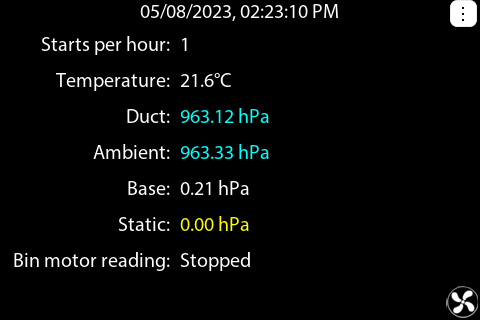 05/08/2023, 02:23:10 PM
Starts per hour: 1
Temperature: 21.6°C
Duct: 963.12 hPa
Ambient: 963.33 hPa
Base: 0.21 hPa
Static: 0.00 hPa
Bin motor reading: Stopped